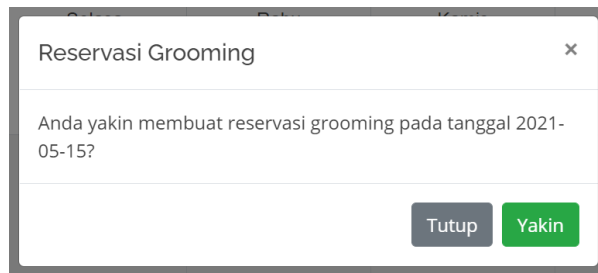 Reservasi Grooming ×
Anda yakin membuat reservasi grooming pada tanggal 2021-
05-15?
Tutup Yakin